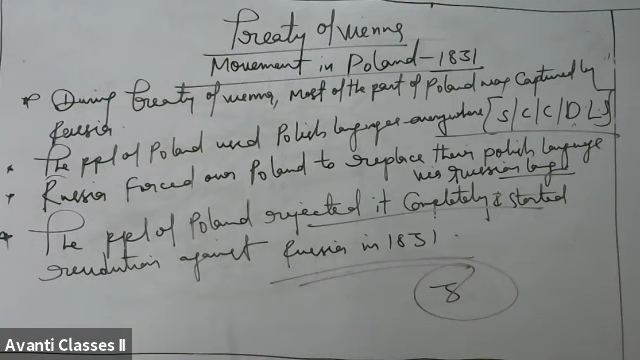 Treaty of Vienna
Movement in Poland - 1831
During treaty of vienna, Most of the part of Poland was Captured by
Russia.
The ppl of Poland used Polish languages everywhere [S/C/C/D L S]
Russia forced over Poland to replace their polish language
Russian lang
The ppl of Poland rejected it Completely & started
revolution against Russia in 1831.
8
Avanti Classes II